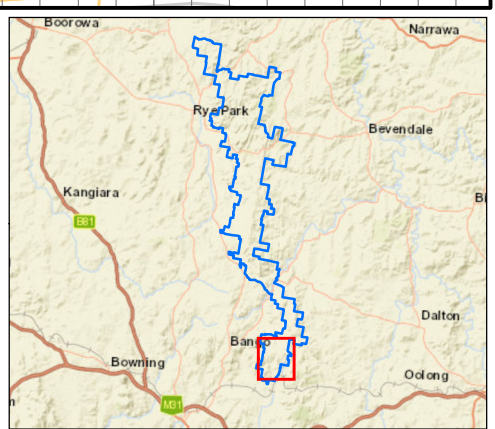 Boorowa
Narrawa
Rye Park
Bevendale
Kangiara
B81
Dalton
Bango
Bowning
Oolong
M31